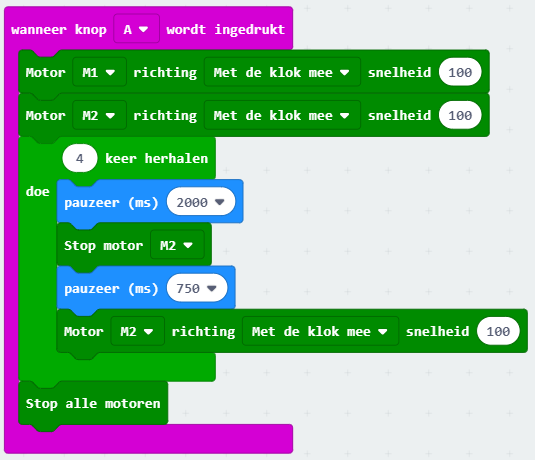 wanneer knop A wordt ingedrukt
Motor M1 richting Met de klok mee snelheid 100
Motor M2 richting Met de klok mee snelheid 100
4 keer herhalen
doe
pauzeer (ms) 2000
Stop motor M2
pauzeer (ms) 750
Motor M2 richting Met de klok mee snelheid 100
Stop alle motoren